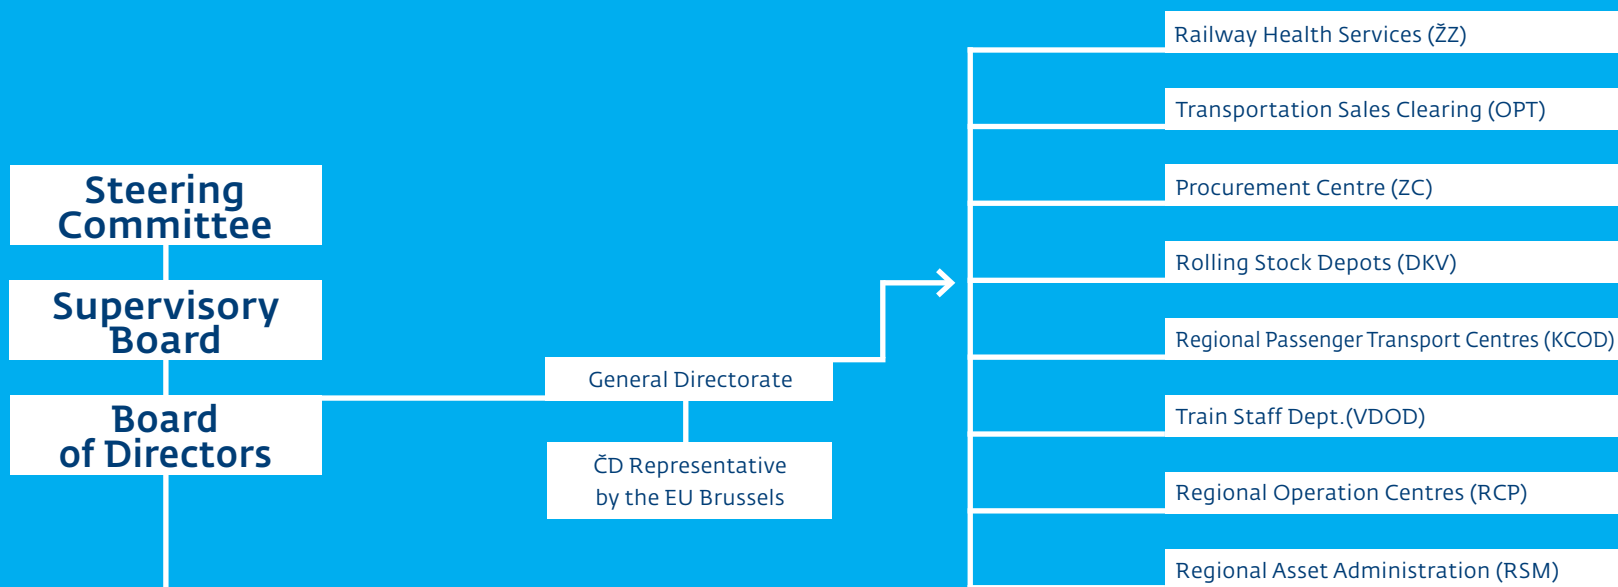 Steering
Committee
Supervisory
Board
Board
of Directors
General Directorate
ČD Representative
by the EU Brussels
Railway Health Services (ŽZ)
Transportation Sales Clearing (OPT)
Procurement Centre (ZC)
Rolling Stock Depots (DKV)
Regional Passenger Transport Centres (KCOD)
Train Staff Dept.(VDOD)
Regional Operation Centres (RCP)
Regional Asset Administration (RSM)